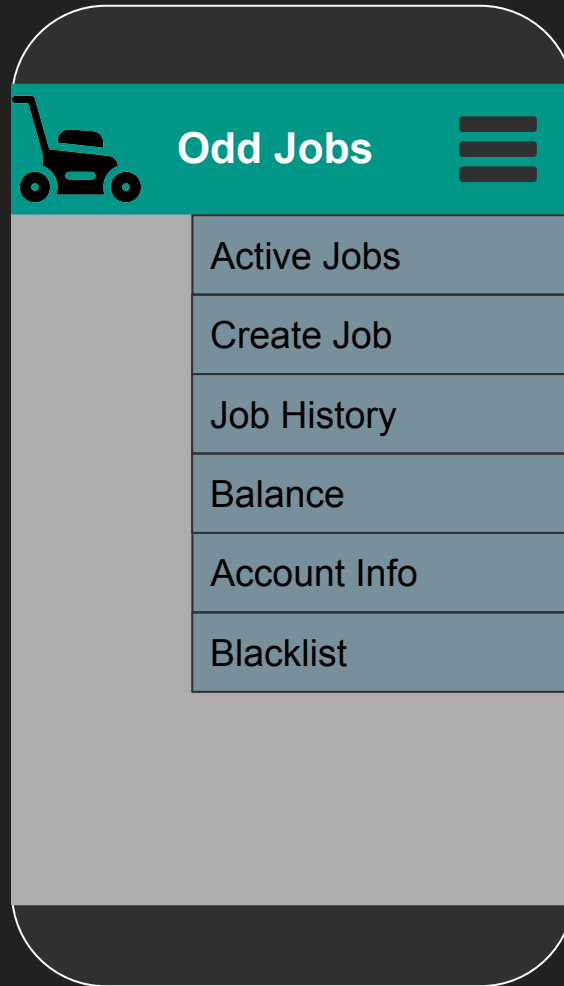 Odd Jobs
Active Jobs
Create Job
Job History
Balance
Account Info
Blacklist